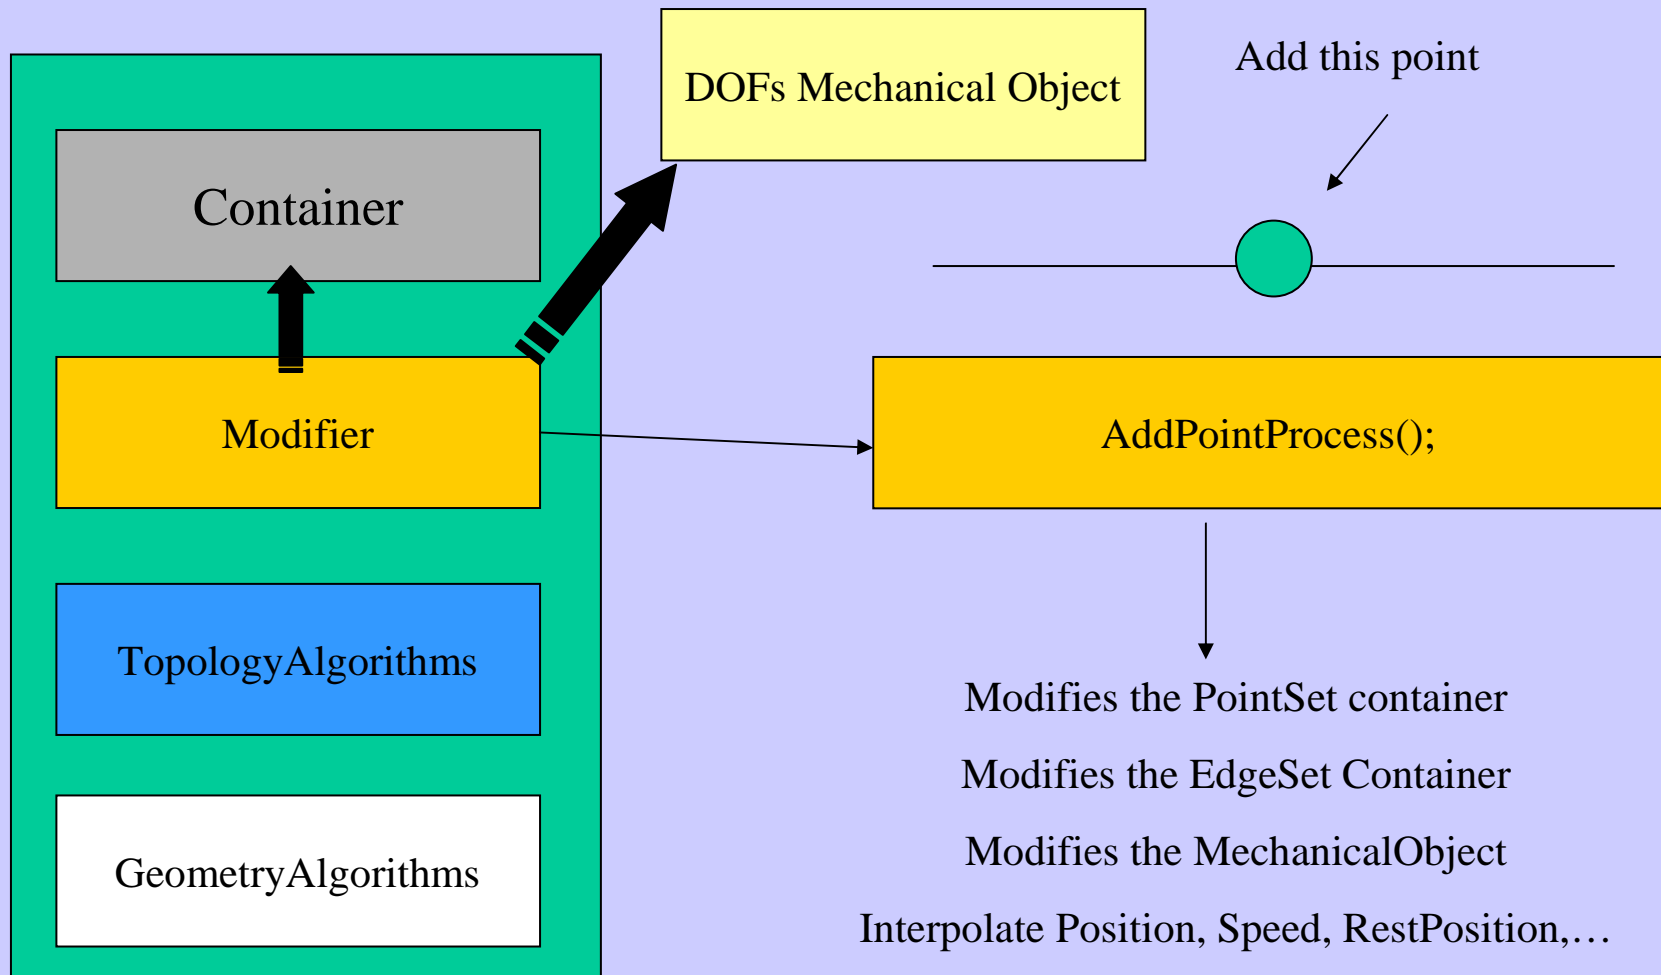 DOFs Mechanical Object
Add this point
Container
Modifier
AddPointProcess();
TopologyAlgorithms
GeometryAlgorithms
Modifies the PointSet container
Modifies the EdgeSet Container
Modifies the MechanicalObject
Interpolate Position, Speed, RestPosition,…